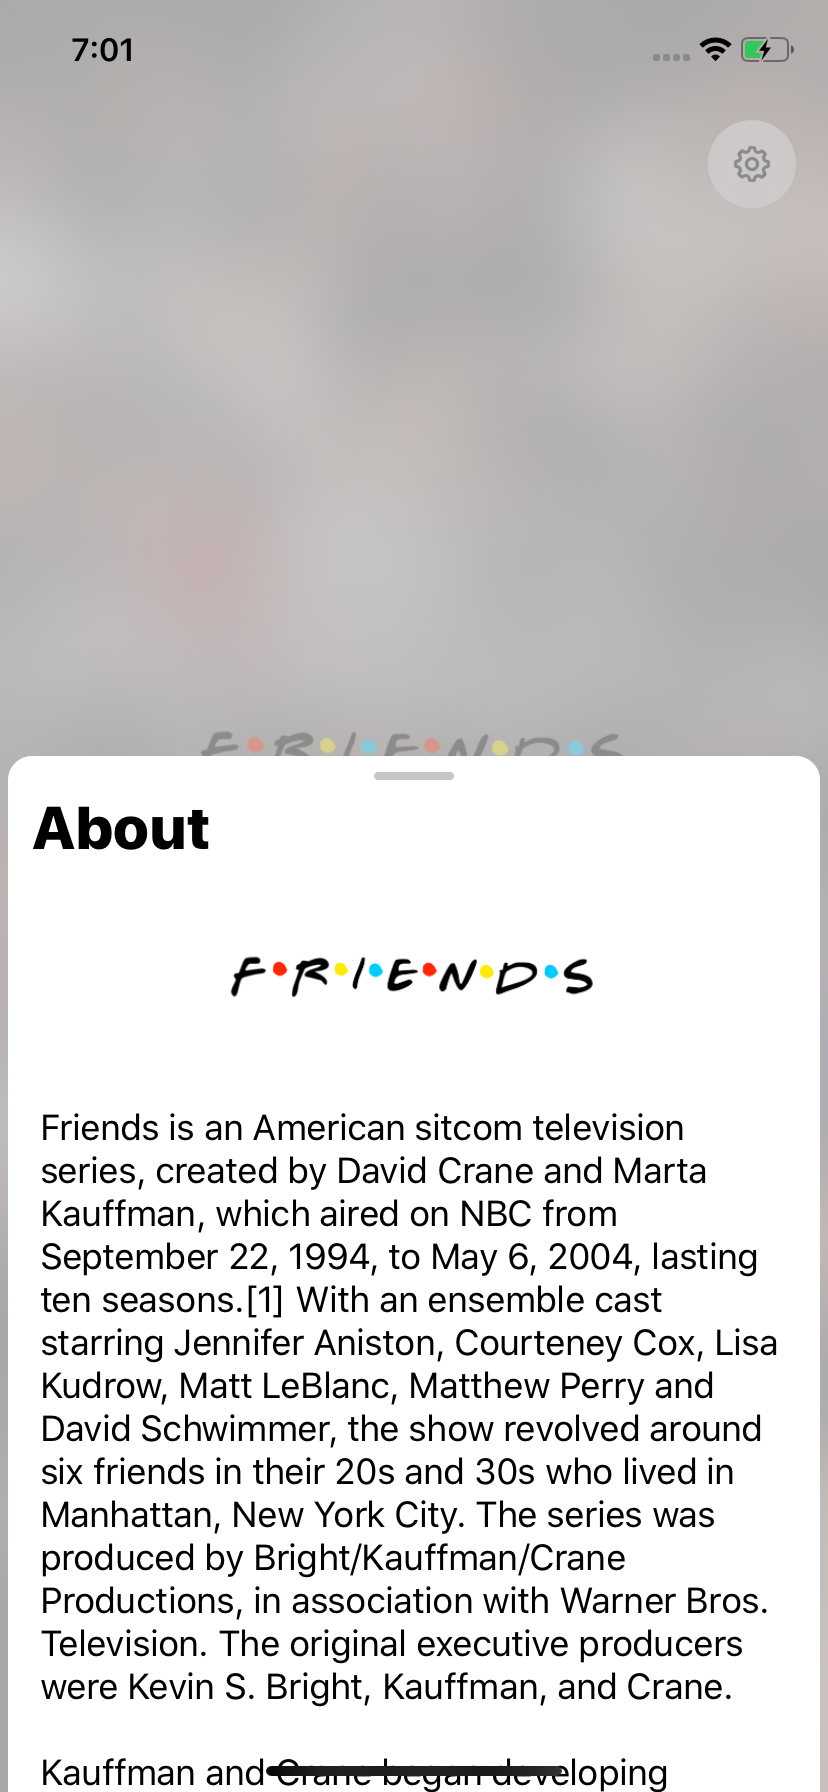 7:01
F•R•I•E•N•D•S
About
F•R•I•E•N•D•S
Friends is an American sitcom television
series, created by David Crane and Marta
Kauffman, which aired on NBC from
September 22, 1994, to May 6, 2004, lasting
ten seasons.[1] With an ensemble cast
starring Jennifer Aniston, Courteney Cox, Lisa
Kudrow, Matt LeBlanc, Matthew Perry and
David Schwimmer, the show revolved around
six friends in their 20s and 30s who lived in
Manhattan, New York City. The series was
produced by Bright/Kauffman/Crane
Productions, in association with Warner Bros.
Television. The original executive producers
were Kevin S. Bright, Kauffman, and Crane.
Kauffman and Crane began developing